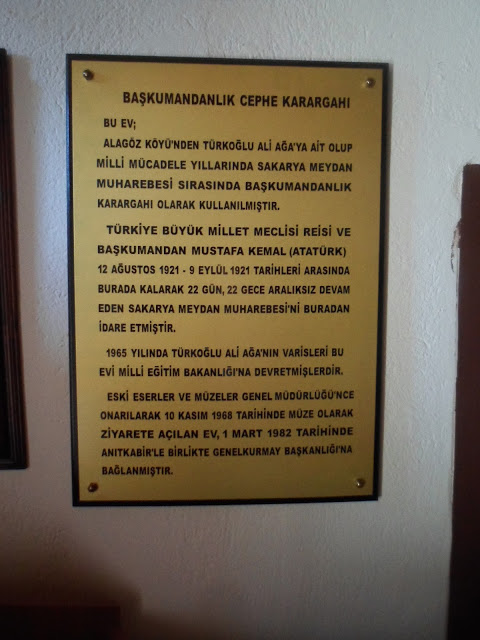 BAŞKUMANDANLIK CEPHE KARARGAHI
BU EV;
ALAGÖZ KÖYÜ'NDEN TÜRKOĞLU ALİ AĞA'YA AİT OLUP
MİLLİ MÜCADELE YILLARINDA SAKARYA MEYDAN
MUHAREBESİ SIRASINDA BAŞKUMANDANLIK
KARARGAHI OLARAK KULLANILMIŞTIR.
TÜRKİYE BÜYÜK MİLLET MECLİSİ REİSİ VE
BAŞKUMANDAN MUSTAFA KEMAL (ATATÜRK)
12 AĞUSTOS 1921 - 9 EYLÜL 1921 TARİHLERİ ARASINDA
BURADA KALARAK 22 GÜN, 22 GECE ARALIKSIZ DEVAM
EDEN SAKARYA MEYDAN MUHAREBESİ'Nİ BURADAN
İDARE ETMİŞTİR.
1965 YILINDA TÜRKOĞLU ALİ AĞA'NIN VARİSLERİ BU
EVİ MİLLİ EĞİTİM BAKANLIĞI'NA DEVRETMİŞLERDİR.
ESKİ ESERLER VE MÜZELER GENEL MÜDÜRLÜĞÜ'NCE
ONARILARAK 10 KASIM 1968 TARİHİNDE MÜZE OLARAK
ZİYARETE AÇILAN EV, 1 MART 1982 TARİHİNDE
ANITKABİR'LE BİRLİKTE GENELKURMAY BAŞKANLIĞI'NA
BAĞLANMIŞTIR.